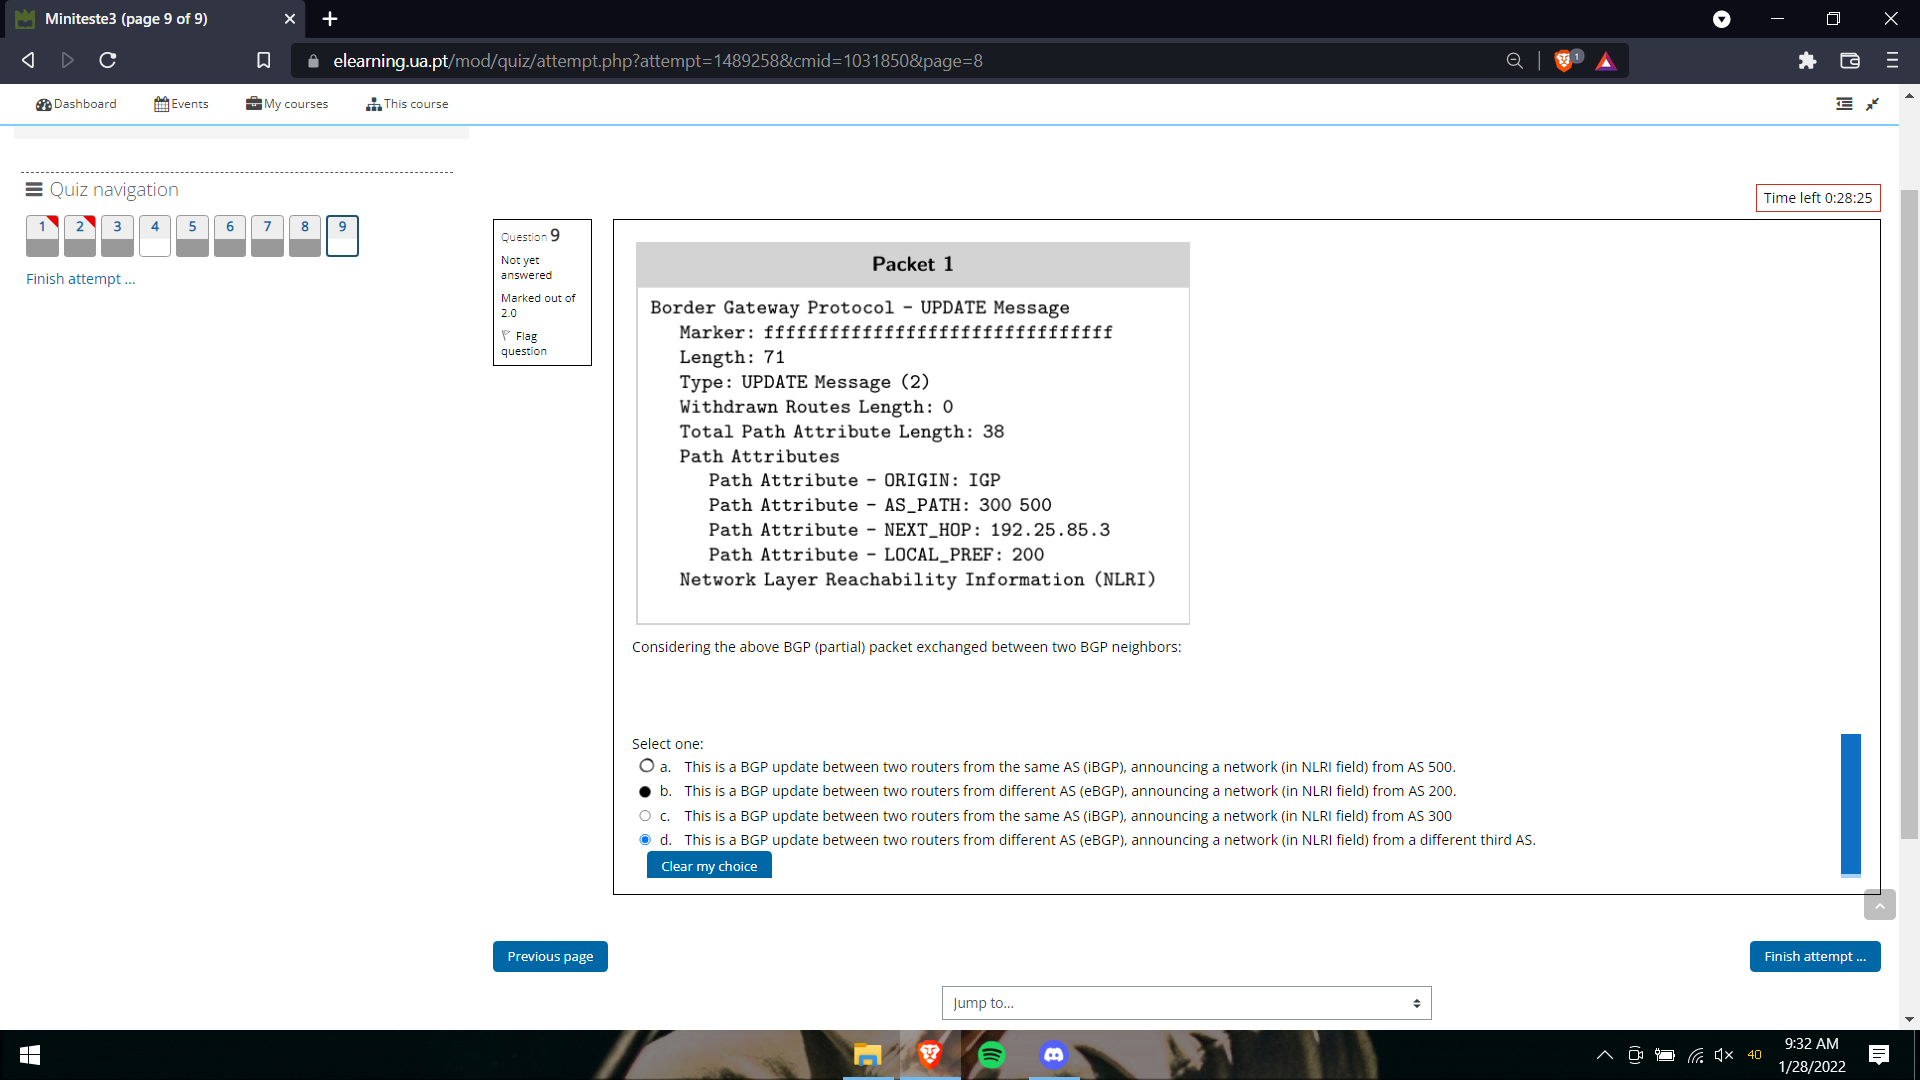 Miniteste3 (page 9 of 9)
elearning.ua.pt/mod/quiz/attempt.php?attempt=1489258&cmid=1031850&page=8
1
Dashboard
Events
My courses
This course
Quiz navigation
1 2 3 4 5 6 7 8 9
Finish attempt ...
Time left 0:28:25
Question 9
Not yet
answered
Marked out of
2.0
Flag
question
Packet 1
Border Gateway Protocol - UPDATE Message
Marker: ffffffffffffffffffffffffffffffff
Length: 71
Type: UPDATE Message (2)
Withdrawn Routes Length: 0
Total Path Attribute Length: 38
Path Attributes
Path Attribute - ORIGIN: IGP
Path Attribute - AS_PATH: 300 500
Path Attribute - NEXT_HOP: 192.25.85.3
Path Attribute - LOCAL_PREF: 200
Network Layer Reachability Information (NLRI)
Considering the above BGP (partial) packet exchanged between two BGP neighbors:
Select one:
a. This is a BGP update between two routers from the same AS (iBGP), announcing a network (in NLRI field) from AS 500.
b. This is a BGP update between two routers from different AS (eBGP), announcing a network (in NLRI field) from AS 200.
c. This is a BGP update between two routers from the same AS (iBGP), announcing a network (in NLRI field) from AS 300
d. This is a BGP update between two routers from different AS (eBGP), announcing a network (in NLRI field) from a different third AS.
Clear my choice
Previous page
Finish attempt ...
Jump to...
40
9:32 AM
1/28/2022